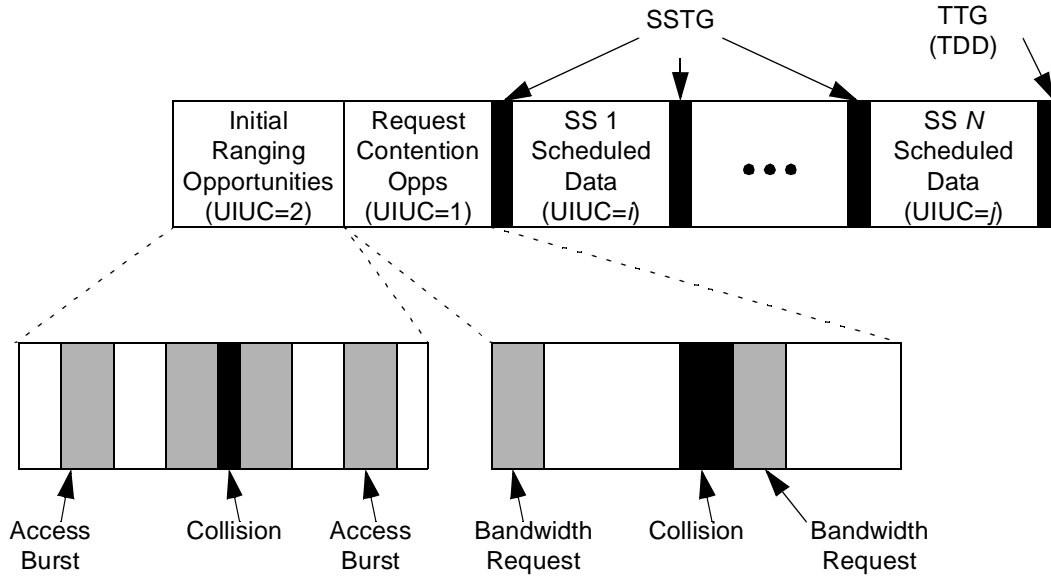 SSTG
TTG
(TDD)
Initial
Ranging
Opportunities
(UIUC=2)
Request
Contention
Opps
(UIUC=1)
SS 1
Scheduled
Data
(UIUC=i)
SS N
Scheduled
Data
(UIUC=j)
Access
Burst
Collision
Access
Burst
Bandwidth
Request
Collision
Bandwidth
Request